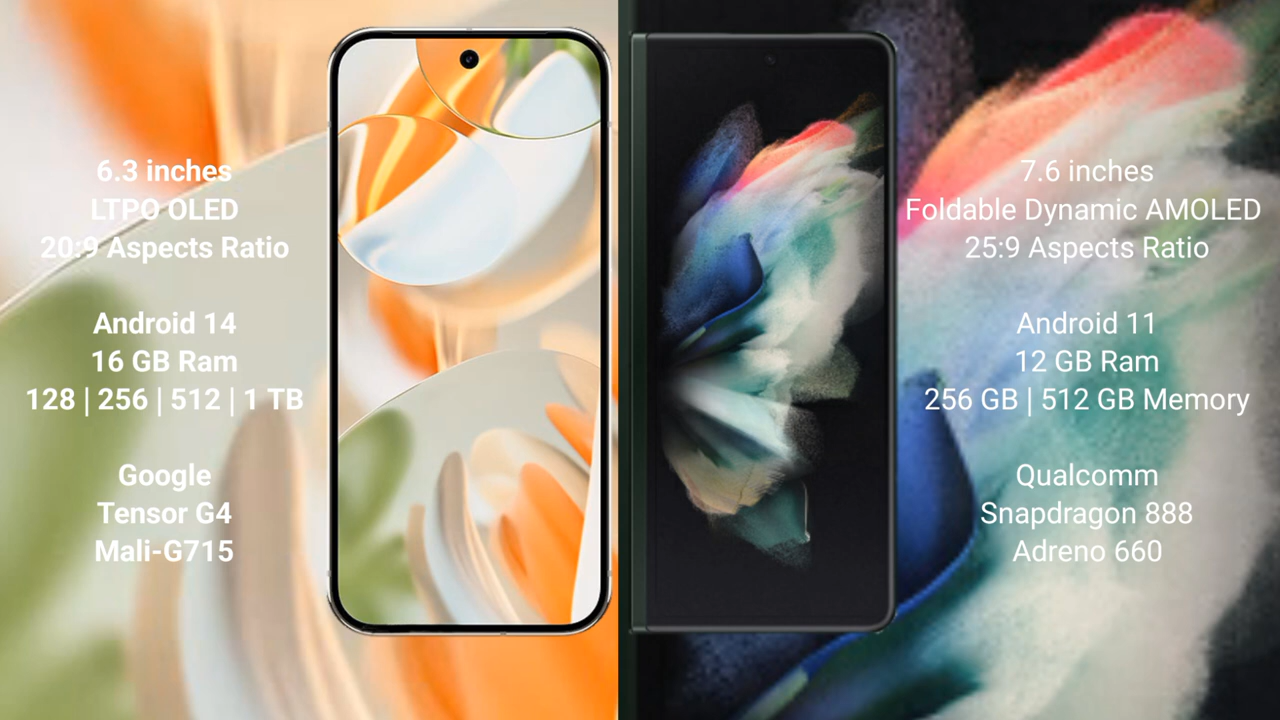 6.3 inches
LTPO OLED
20:9 Aspects Ratio
Android 14
16 GB Ram
128 | 256 | 512 | 1 TB
Google
Tensor G4
Mali-G715
7.6 inches
Foldable Dynamic AMOLED
25:9 Aspects Ratio
Android 11
12 GB Ram
256 GB | 512 GB Memory
Qualcomm
Snapdragon 888
Adreno 660